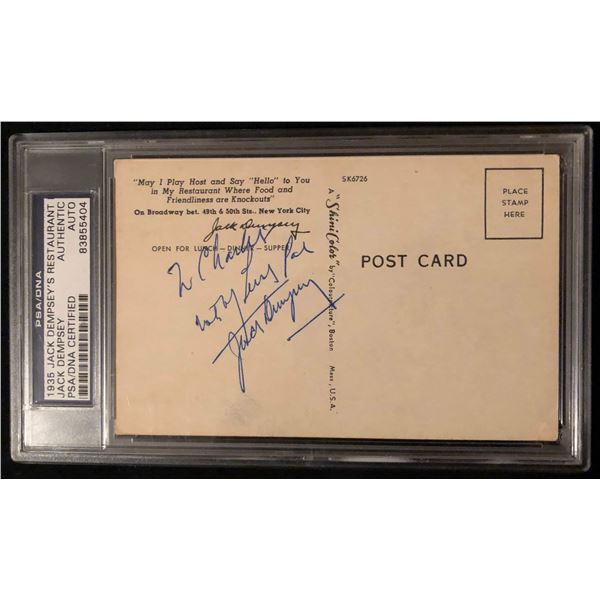 PSA/DNA
1935 JACK DEMPSEY'S RESTAURANT
JACK DEMPSEY
AUTHENTIC
AUTO
PSA/DNA CERTIFIED
83855404
"May I Play Host and Say "Hello" to You
in My Restaurant Where Food and
Friendliness are Knockouts"
On Broadway bet. 49th & 50th Sts., New York City
Jack Dempsey
OPEN FOR LUNCH—DINNER—SUPPER
To Charles
Pal
Jack Dempsey
SK6726
A "ShiniColor" by "Colourpicture", Boston Mass., U.S.A.
POST CARD
PLACE
STAMP
HERE